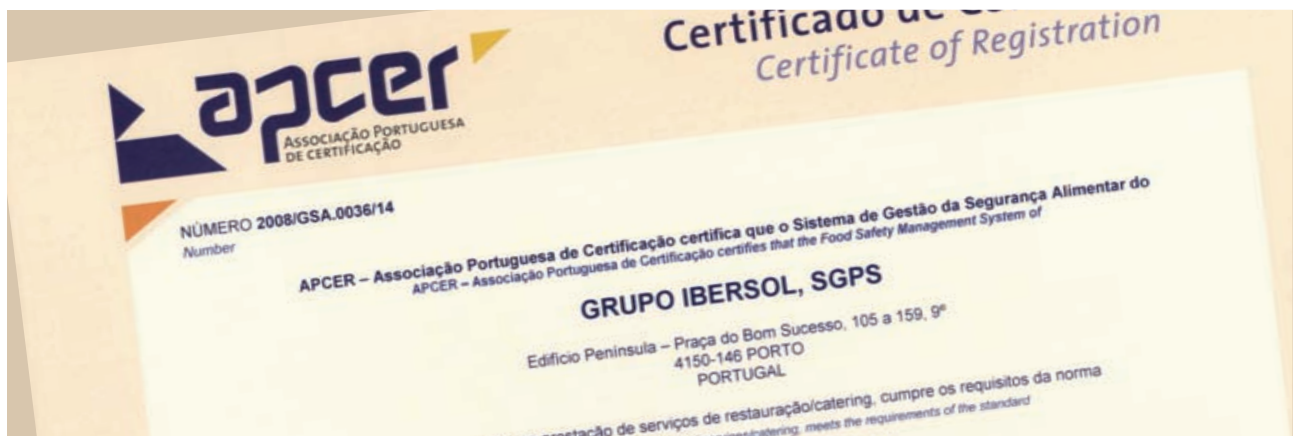 Certificado de
Certificate of Registration
apcer
ASSOCIAÇÃO PORTUGUESA
DE CERTIFICAÇÃO
NÚMERO 2008/GSA.0036/14
Number
APCER – Associação Portuguesa de Certificação certifica que o Sistema de Gestão da Segurança Alimentar do
APCER – Associação Portuguesa de Certificação certifies that the Food Safety Management System of
GRUPO IBERSOL, SGPS
Edifício Península – Praça do Bom Sucesso, 105 a 159, 9º
4150-146 PORTO
PORTUGAL
prestação de serviços de restauração/catering, cumpre os requisitos da norma
catering, meets the requirements of the standard